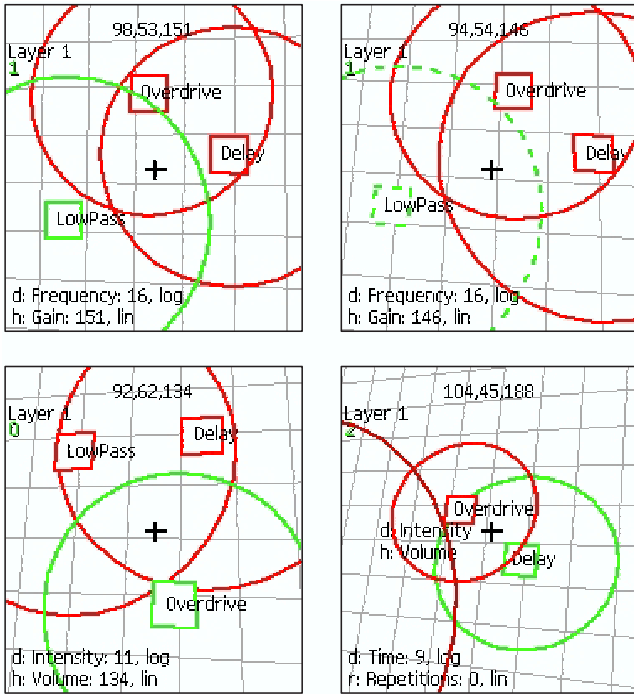 98,53,151
Layer 1
1
Overdrive
Delay
LowPass
d: Frequency: 16, log
h: Gain: 151, lin
94,54,146
Layer 1
1
Overdrive
Delay
LowPass
d: Frequency: 16, log
h: Gain: 146, lin
92,62,134
Layer 1
0
Delay
LowPass
Overdrive
d: Intensity: 11, log
h: Volume: 134, lin
104,45,188
Layer 1
2
Overdrive
d: Intensity
h: Volume
Delay
d: Time: 9, log
r: Repetitions: 0, lin